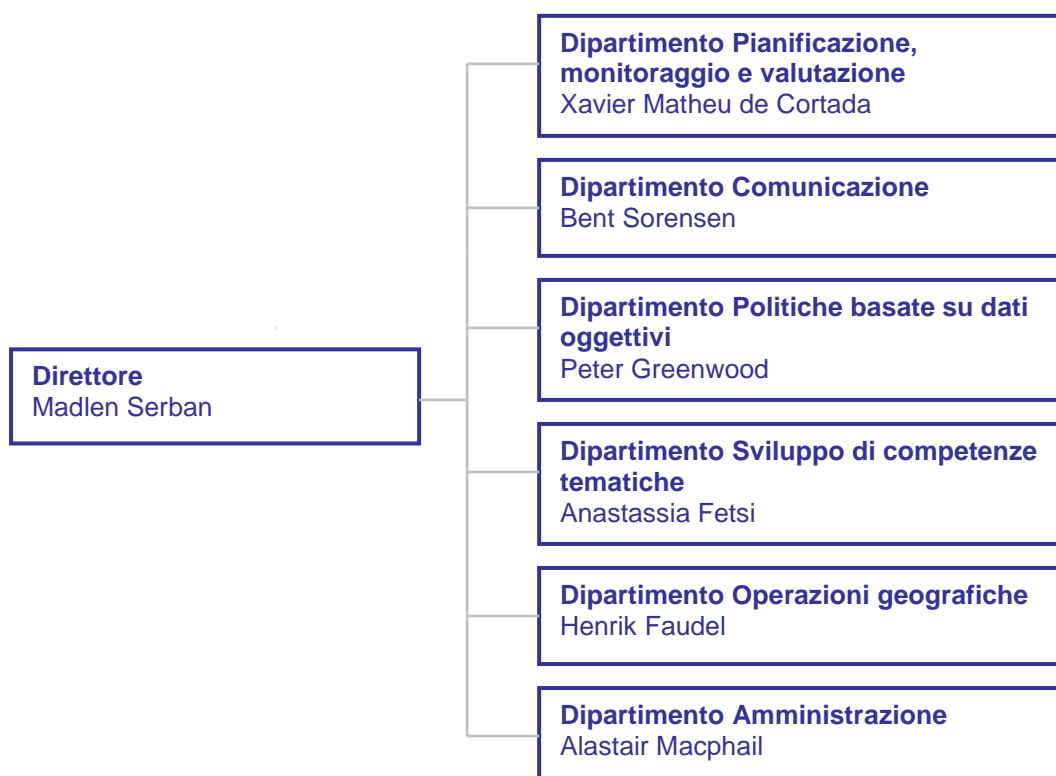 Dipartimento Pianificazione,
monitoraggio e valutazione
Xavier Matheu de Cortada
Dipartimento Comunicazione
Bent Sorensen
Dipartimento Politiche basate su dati
oggettivi
Peter Greenwood
Direttore
Madlen Serban
Dipartimento Sviluppo di competenze
tematiche
Anastassia Fetsi
Dipartimento Operazioni geografiche
Henrik Faudel
Dipartimento Amministrazione
Alastair Macphail